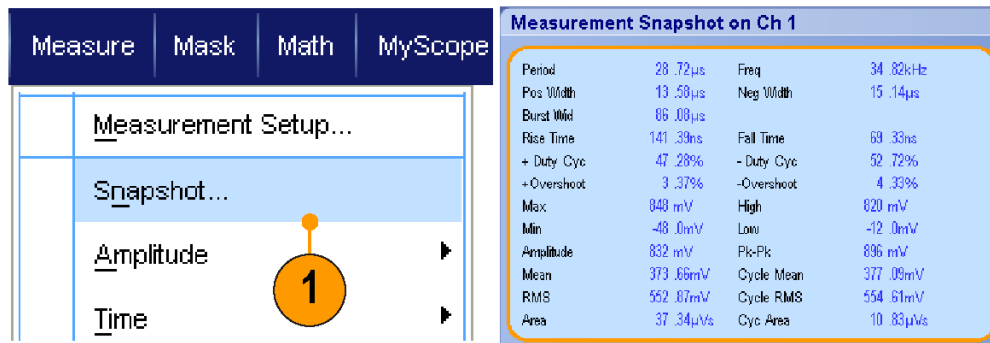 Measure Mask Math MyScope
Measurement Setup...
Snapshot...
Amplitude
1
Time
Measurement Snapshot on Ch 1
Period 28 .72µs Freq 34 .82kHz
Pos Width 13 .58µs Neg Width 15 .14µs
Burst Wid 86 .08µs
Rise Time 141 .39ns Fall Time 69 .33ns
+ Duty Cyc 47 .28% - Duty Cyc 52 .72%
+Overshoot 3 .37% -Overshoot 4 .33%
Max 848 mV High 820 mV
Min -48 .0mV Low -12 .0mV
Amplitude 832 mV Pk-Pk 896 mV
Mean 373 .66mV Cycle Mean 377 .09mV
RMS 552 .87mV Cycle RMS 554 .61mV
Area 37 .34µVs Cyc Area 10 .83µVs